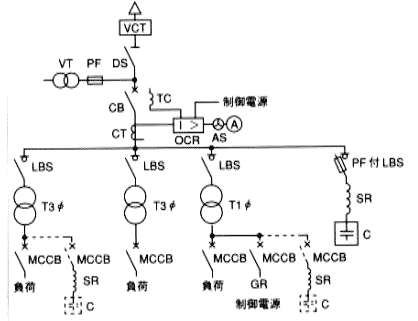 VCT
DS
VT
PF
TC
制御電源
CB
CT
I >
OCR
AS
A
LBS
LBS
LBS
PF付LBS
T3φ
T3φ
T1φ
SR
C
MCCB
MCCB
MCCB
MCCB
MCCB
MCCB
負荷
SR
負荷
負荷
GR
SR
制御電源
C
C